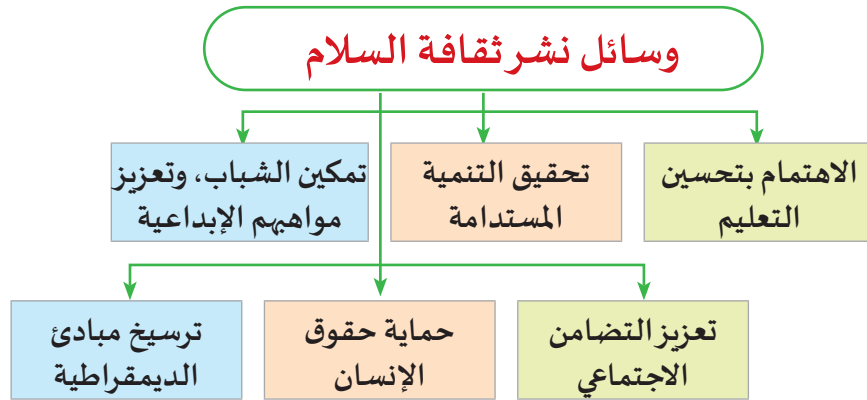 وسائل نشر ثقافة السلام
الاهتمام بتحسين
التعليم
تحقيق التنمية
المستدامة
تمكين الشباب، وتعزيز
مواهبهم الإبداعية
تعزيز التضامن
الاجتماعي
حماية حقوق
الإنسان
ترسيخ مبادئ
الديمقراطية